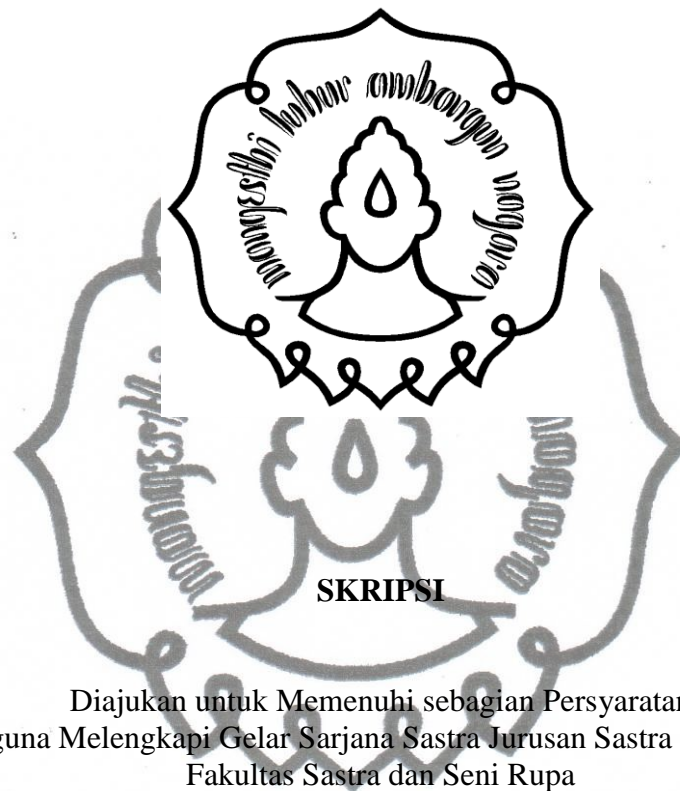 mangesthi luhur ambangun nagara
SKRIPSI
Diajukan untuk Memenuhi sebagian Persyaratan
guna Melengkapi Gelar Sarjana Sastra Jurusan Sastra
Fakultas Sastra dan Seni Rupa